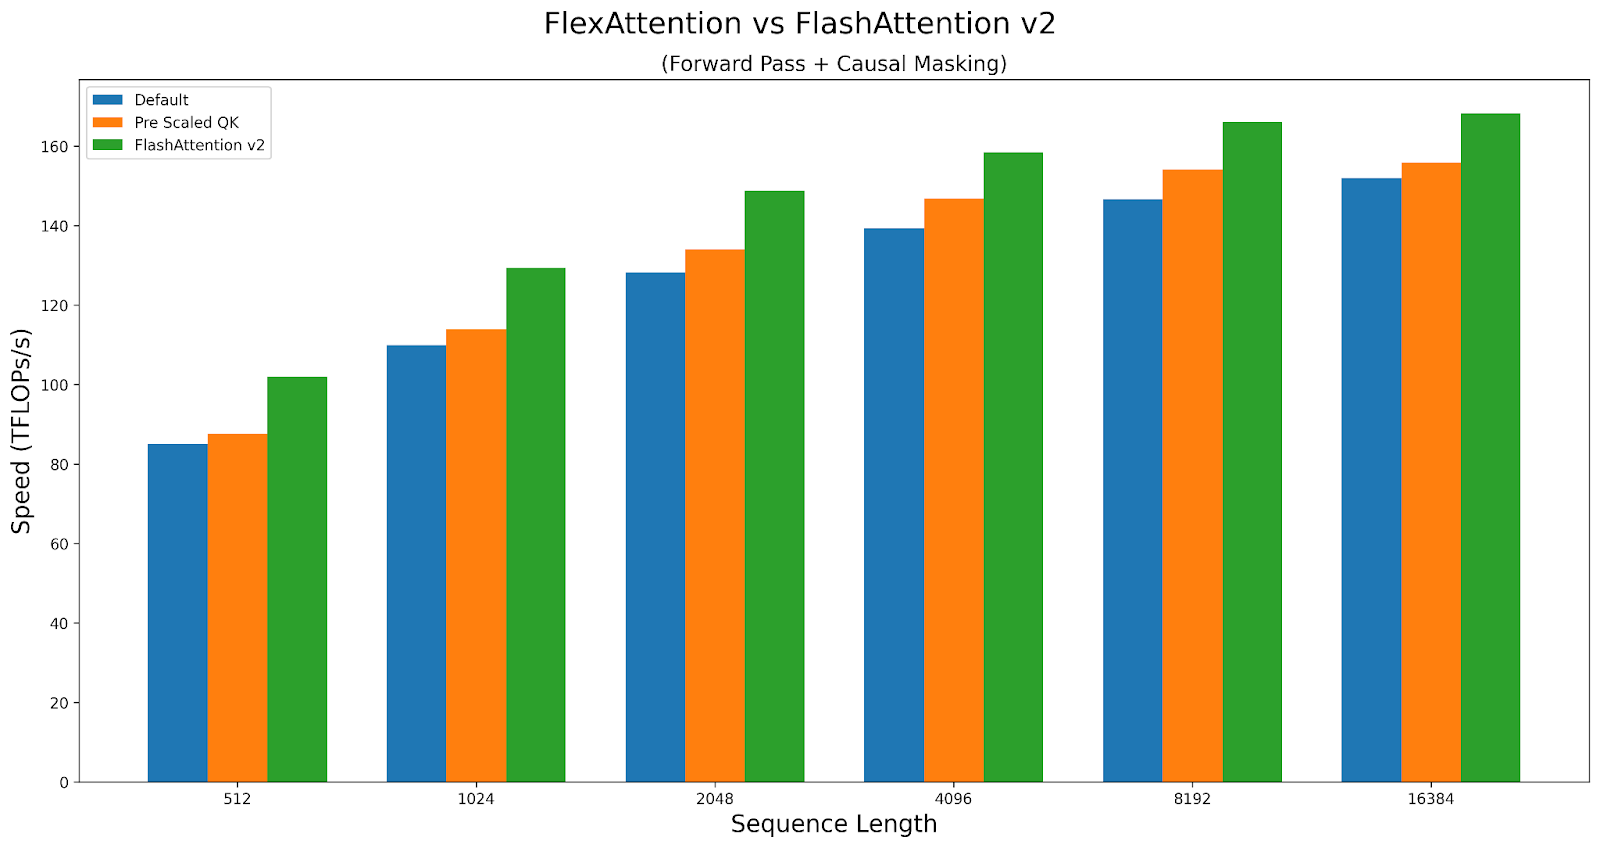 FlexAttention vs FlashAttention v2
(Forward Pass + Causal Masking)
Default
Pre Scaled QK
FlashAttention v2
Speed (TFLOPs/s)
160
140
120
100
80
60
40
20
0
512
1024
2048
4096
8192
16384
Sequence Length